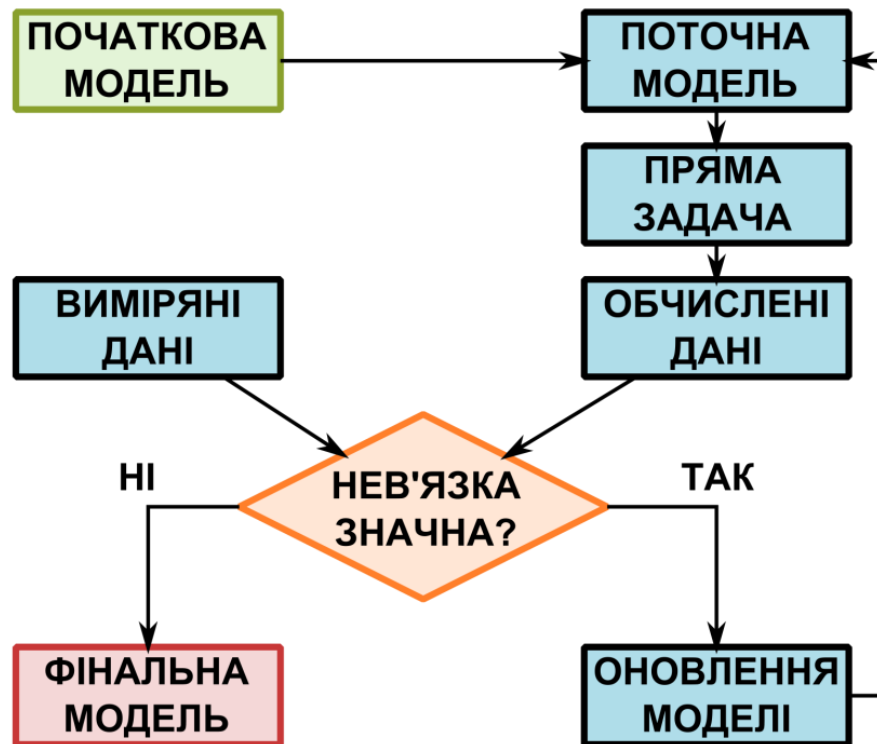 ПОЧАТКОВА
МОДЕЛЬ
ПОТОЧНА
МОДЕЛЬ
ПРЯМА
ЗАДАЧА
ВИМІРЯНІ
ДАНІ
ОБЧИСЛЕНІ
ДАНІ
НІ
НЕВ'ЯЗКА
ЗНАЧНА?
ТАК
ФІНАЛЬНА
МОДЕЛЬ
ОНОВЛЕННЯ
МОДЕЛІ